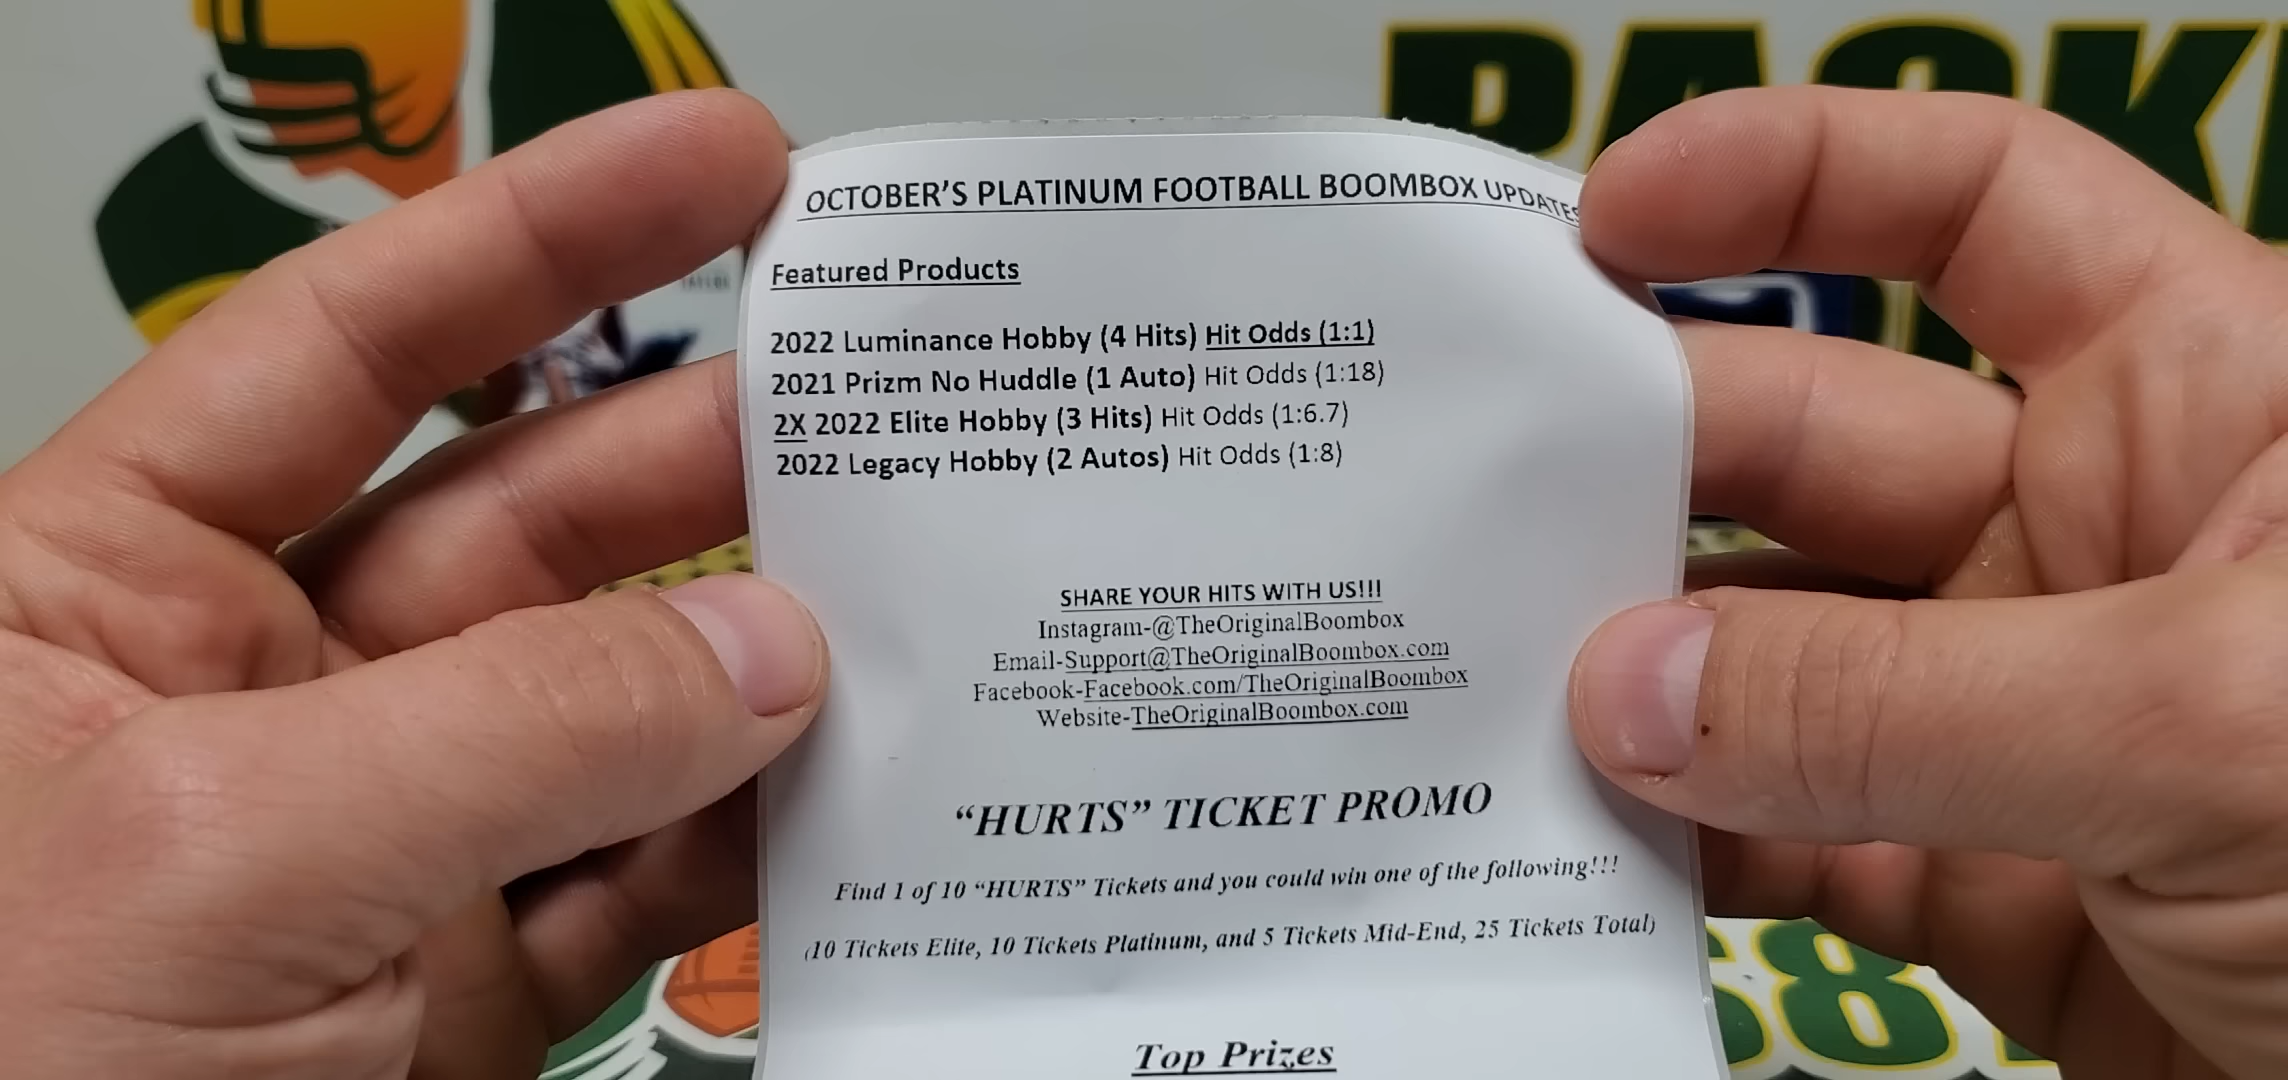 PACK
OCTOBER'S PLATINUM FOOTBALL BOOMBOX UPDATES
Featured Products
2022 Luminance Hobby (4 Hits) Hit Odds (1:1)
2021 Prizm No Huddle (1 Auto) Hit Odds (1:18)
2X 2022 Elite Hobby (3 Hits) Hit Odds (1:6.7)
2022 Legacy Hobby (2 Autos) Hit Odds (1:8)
SHARE YOUR HITS WITH US!!!
Instagram-@TheOriginalBoombox
Email-Support@TheOriginalBoombox.com
Facebook-Facebook.com/TheOriginalBoombox
Website-TheOriginalBoombox.com
“HURTS” TICKET PROMO
Find 1 of 10 “HURTS” Tickets and you could win one of the following!!!
(10 Tickets Elite, 10 Tickets Platinum, and 5 Tickets Mid-End, 25 Tickets Total)
Top Prizes